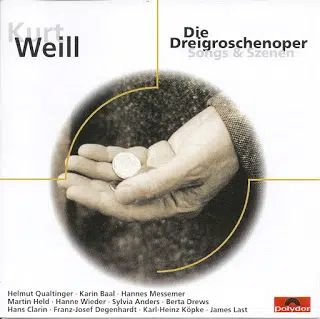 Kurt
Weill
Die
Dreigroschenoper
Songs & Szenen
Helmut Qualtinger · Karin Baal · Hannes Messemer
Martin Held · Hanne Wieder · Sylvia Anders · Berta Drews
Hans Clarin · Franz-Josef Degenhardt · Karl-Heinz Köpke · James Last
Polydor